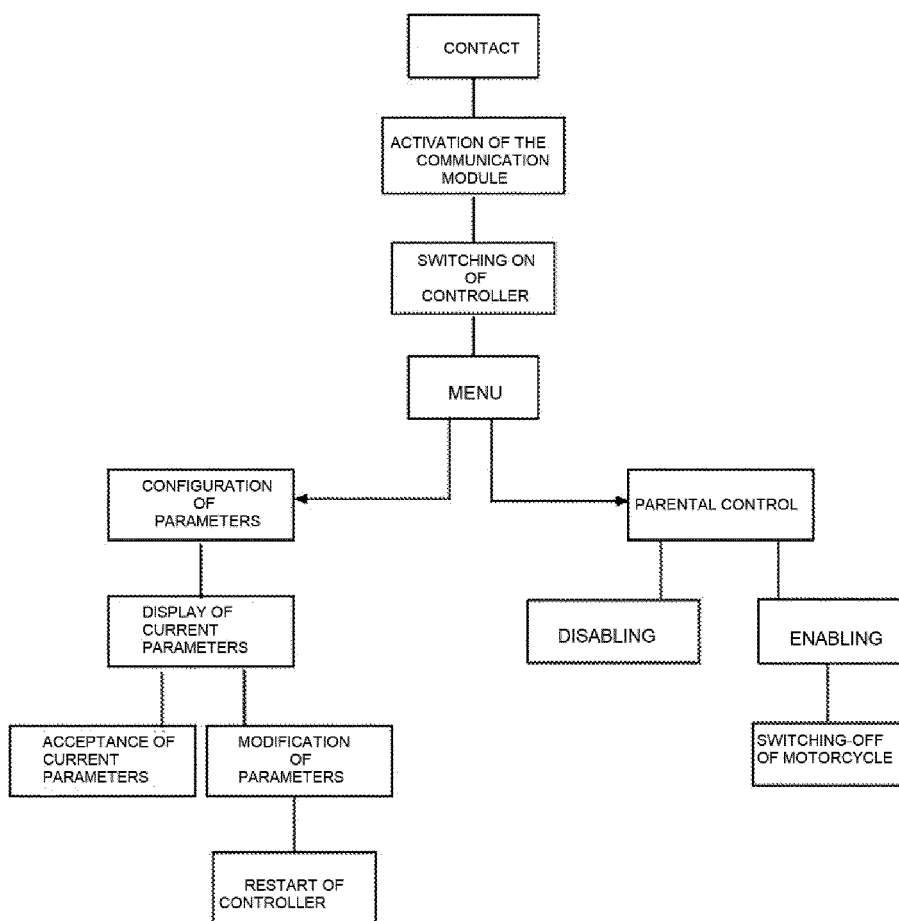 CONTACT
ACTIVATION OF THE
COMMUNICATION
MODULE
SWITCHING ON
OF
CONTROLLER
MENU
CONFIGURATION
OF
PARAMETERS
PARENTAL CONTROL
DISPLAY OF
CURRENT
PARAMETERS
DISABLING
ENABLING
ACCEPTANCE OF
CURRENT
PARAMETERS
MODIFICATION
OF
PARAMETERS
SWITCHING-OFF
OF MOTORCYCLE
RESTART OF
CONTROLLER